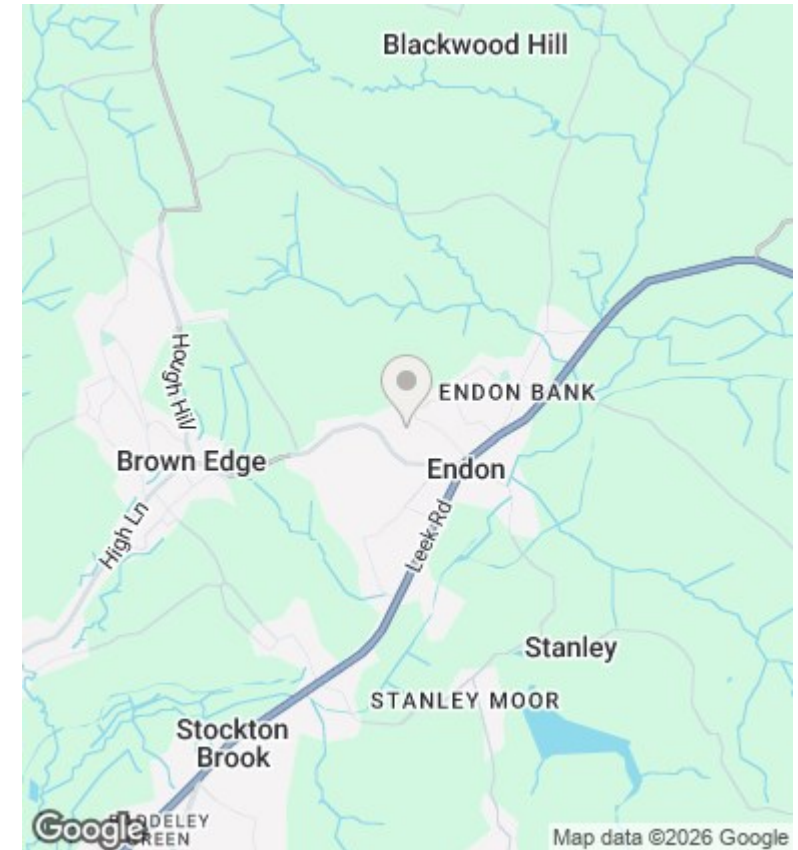 Blackwood Hill
Hough Hill
ENDON BANK
Brown Edge
Endon
High Ln
Leek Rd
Stanley
STANLEY MOOR
Stockton
Brook
GREEN
Google
Map data ©2026 Google